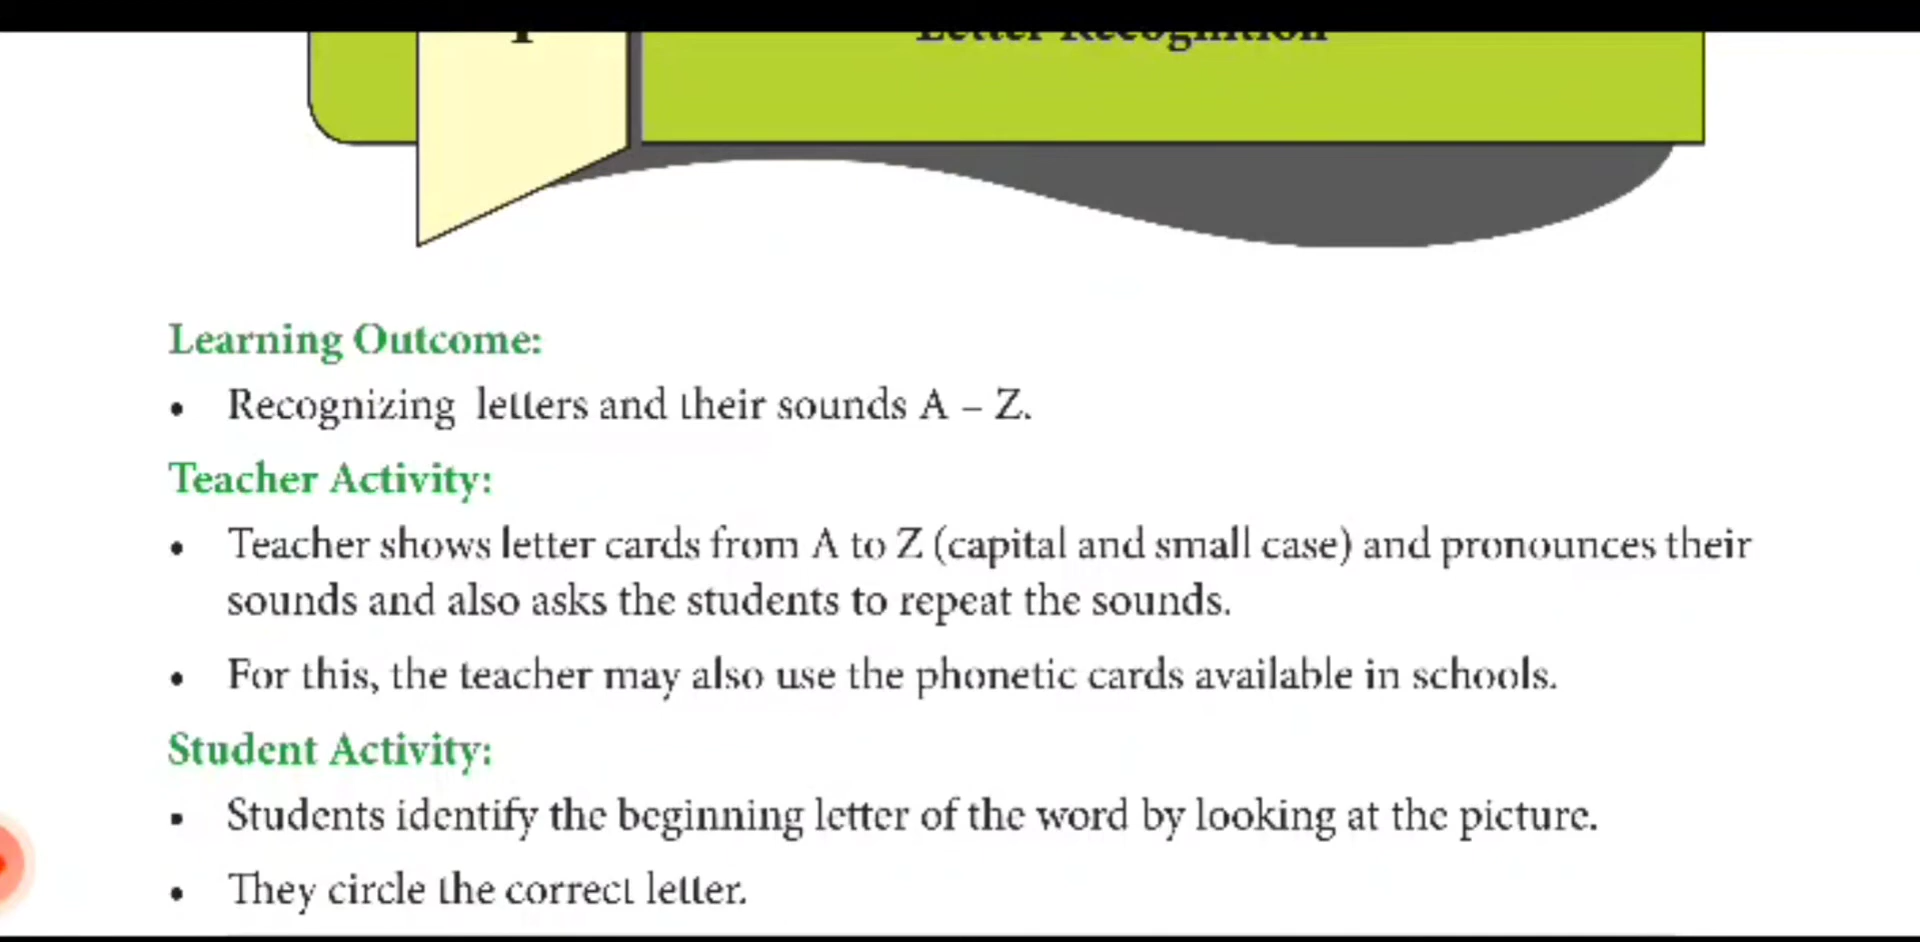 Letter Recognition
Learning Outcome:
• Recognizing letters and their sounds A – Z.
Teacher Activity:
• Teacher shows letter cards from A to Z (capital and small case) and pronounces their
sounds and also asks the students to repeat the sounds.
• For this, the teacher may also use the phonetic cards available in schools.
Student Activity:
• Students identify the beginning letter of the word by looking at the picture.
• They circle the correct letter.